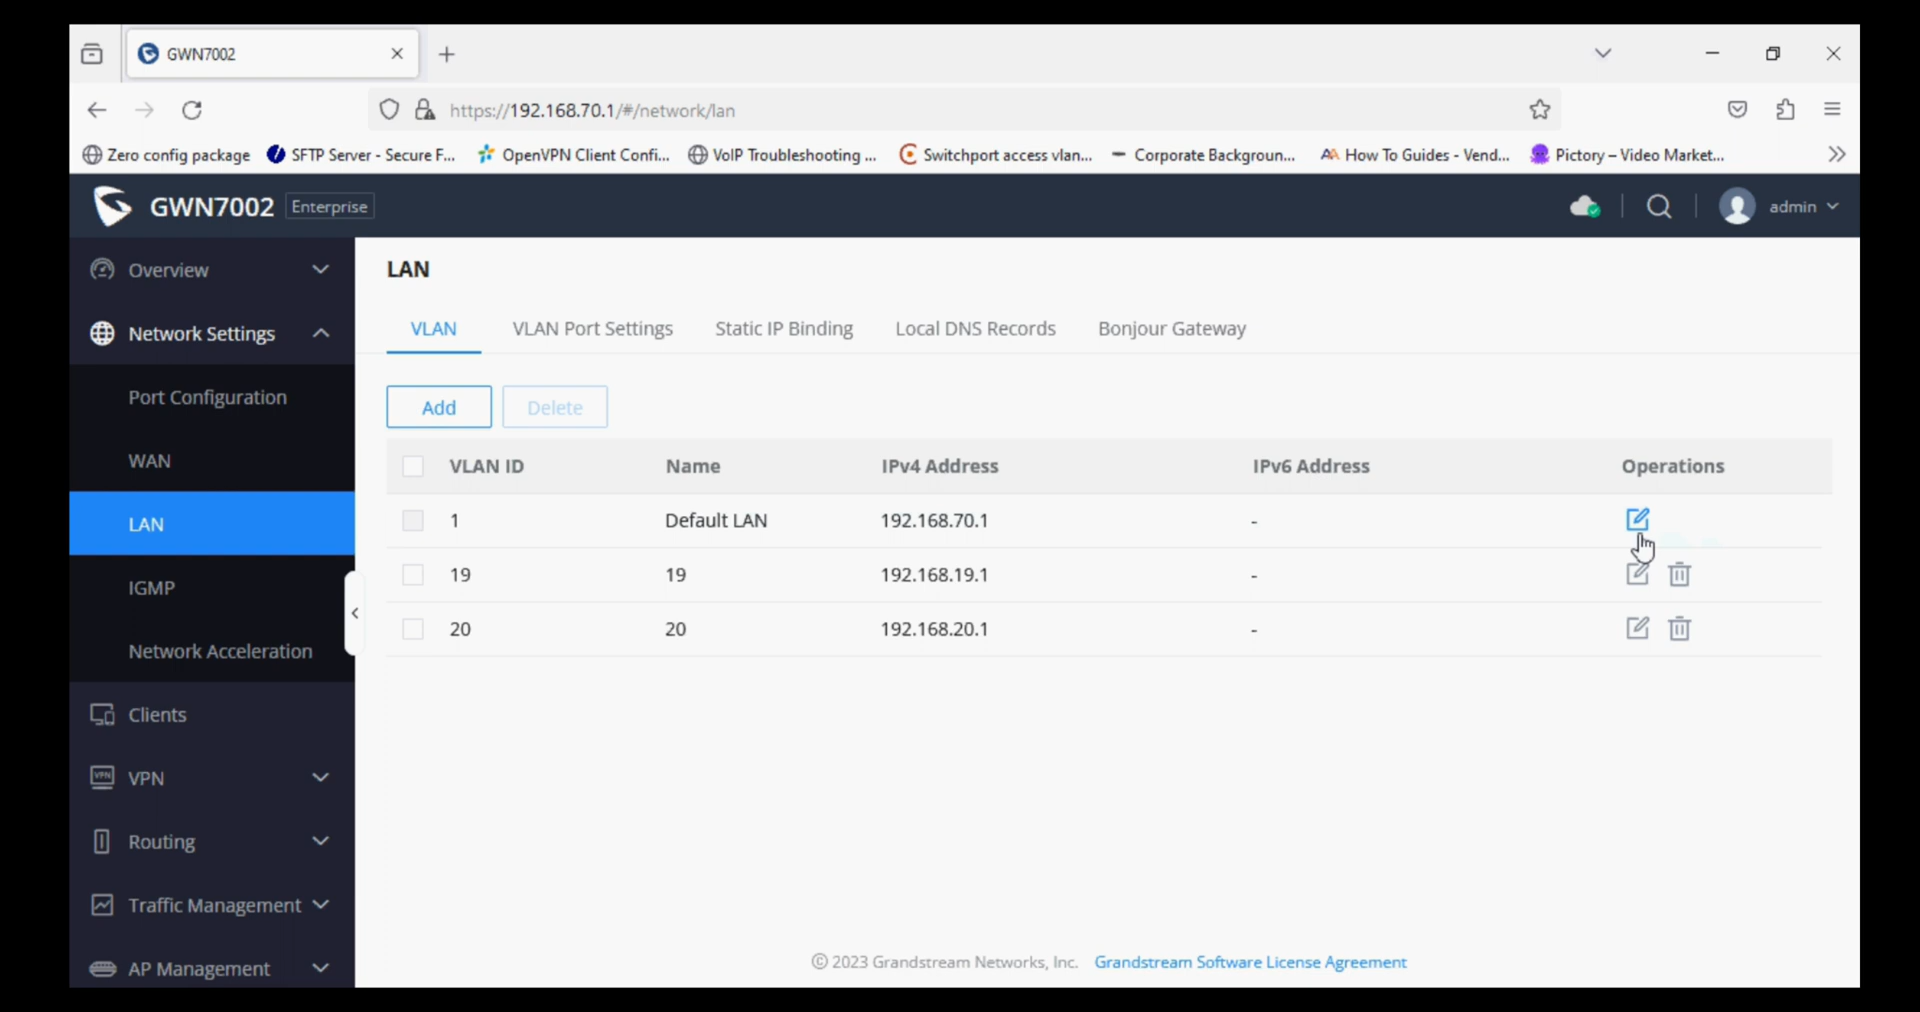 GWN7002
https://192.168.70.1/#/network/lan
Zero config package SFTP Server - Secure F... OpenVPN Client Confi... VoIP Troubleshooting ... Switchport access vlan... Corporate Backgroun... How To Guides - Vend... Pictory – Video Market...
GWN7002 Enterprise admin
Overview
Network Settings
Port Configuration
WAN
LAN
IGMP
Network Acceleration
Clients
VPN VPN
Routing
Traffic Management
AP Management
LAN
VLAN VLAN Port Settings Static IP Binding Local DNS Records Bonjour Gateway
Add Delete
VLAN ID Name IPv4 Address IPv6 Address Operations
1 Default LAN 192.168.70.1 -
19 19 192.168.19.1 -
20 20 192.168.20.1 -
© 2023 Grandstream Networks, Inc. Grandstream Software License Agreement